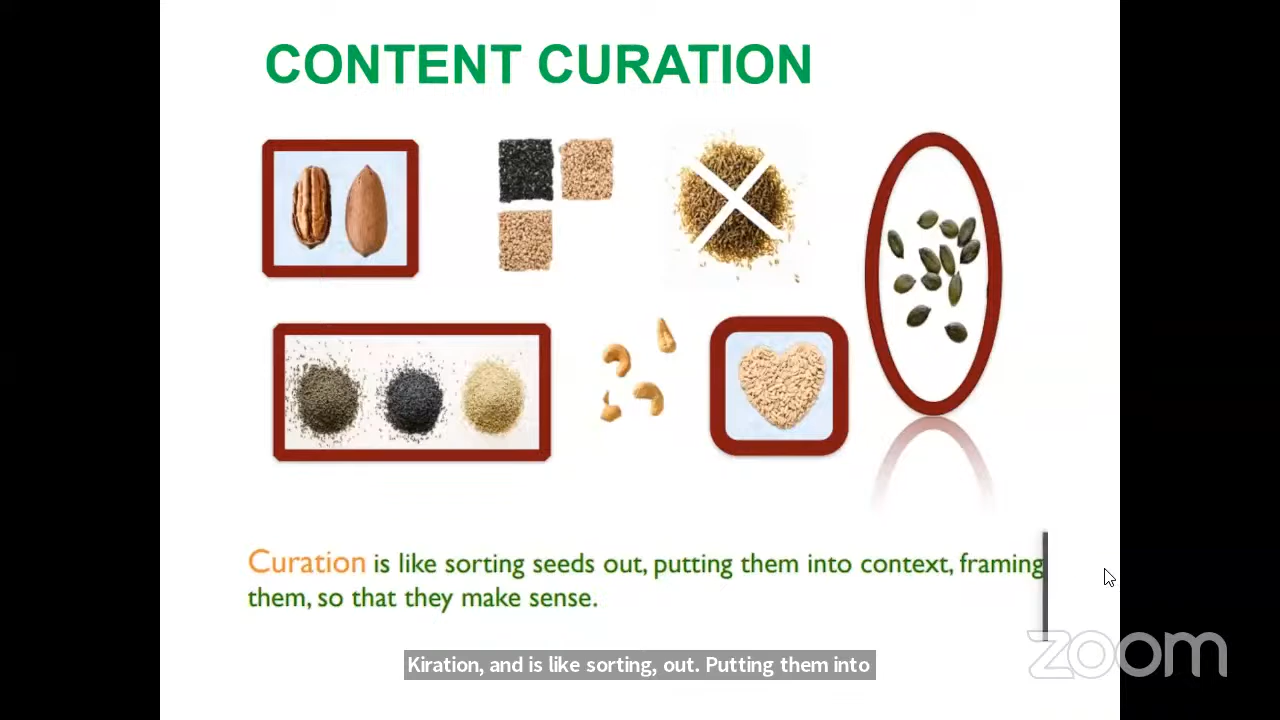 CONTENT CURATION
Curation is like sorting seeds out, putting them into context, framing
them, so that they make sense.
Kiration, and is like sorting, out. Putting them into
zoom